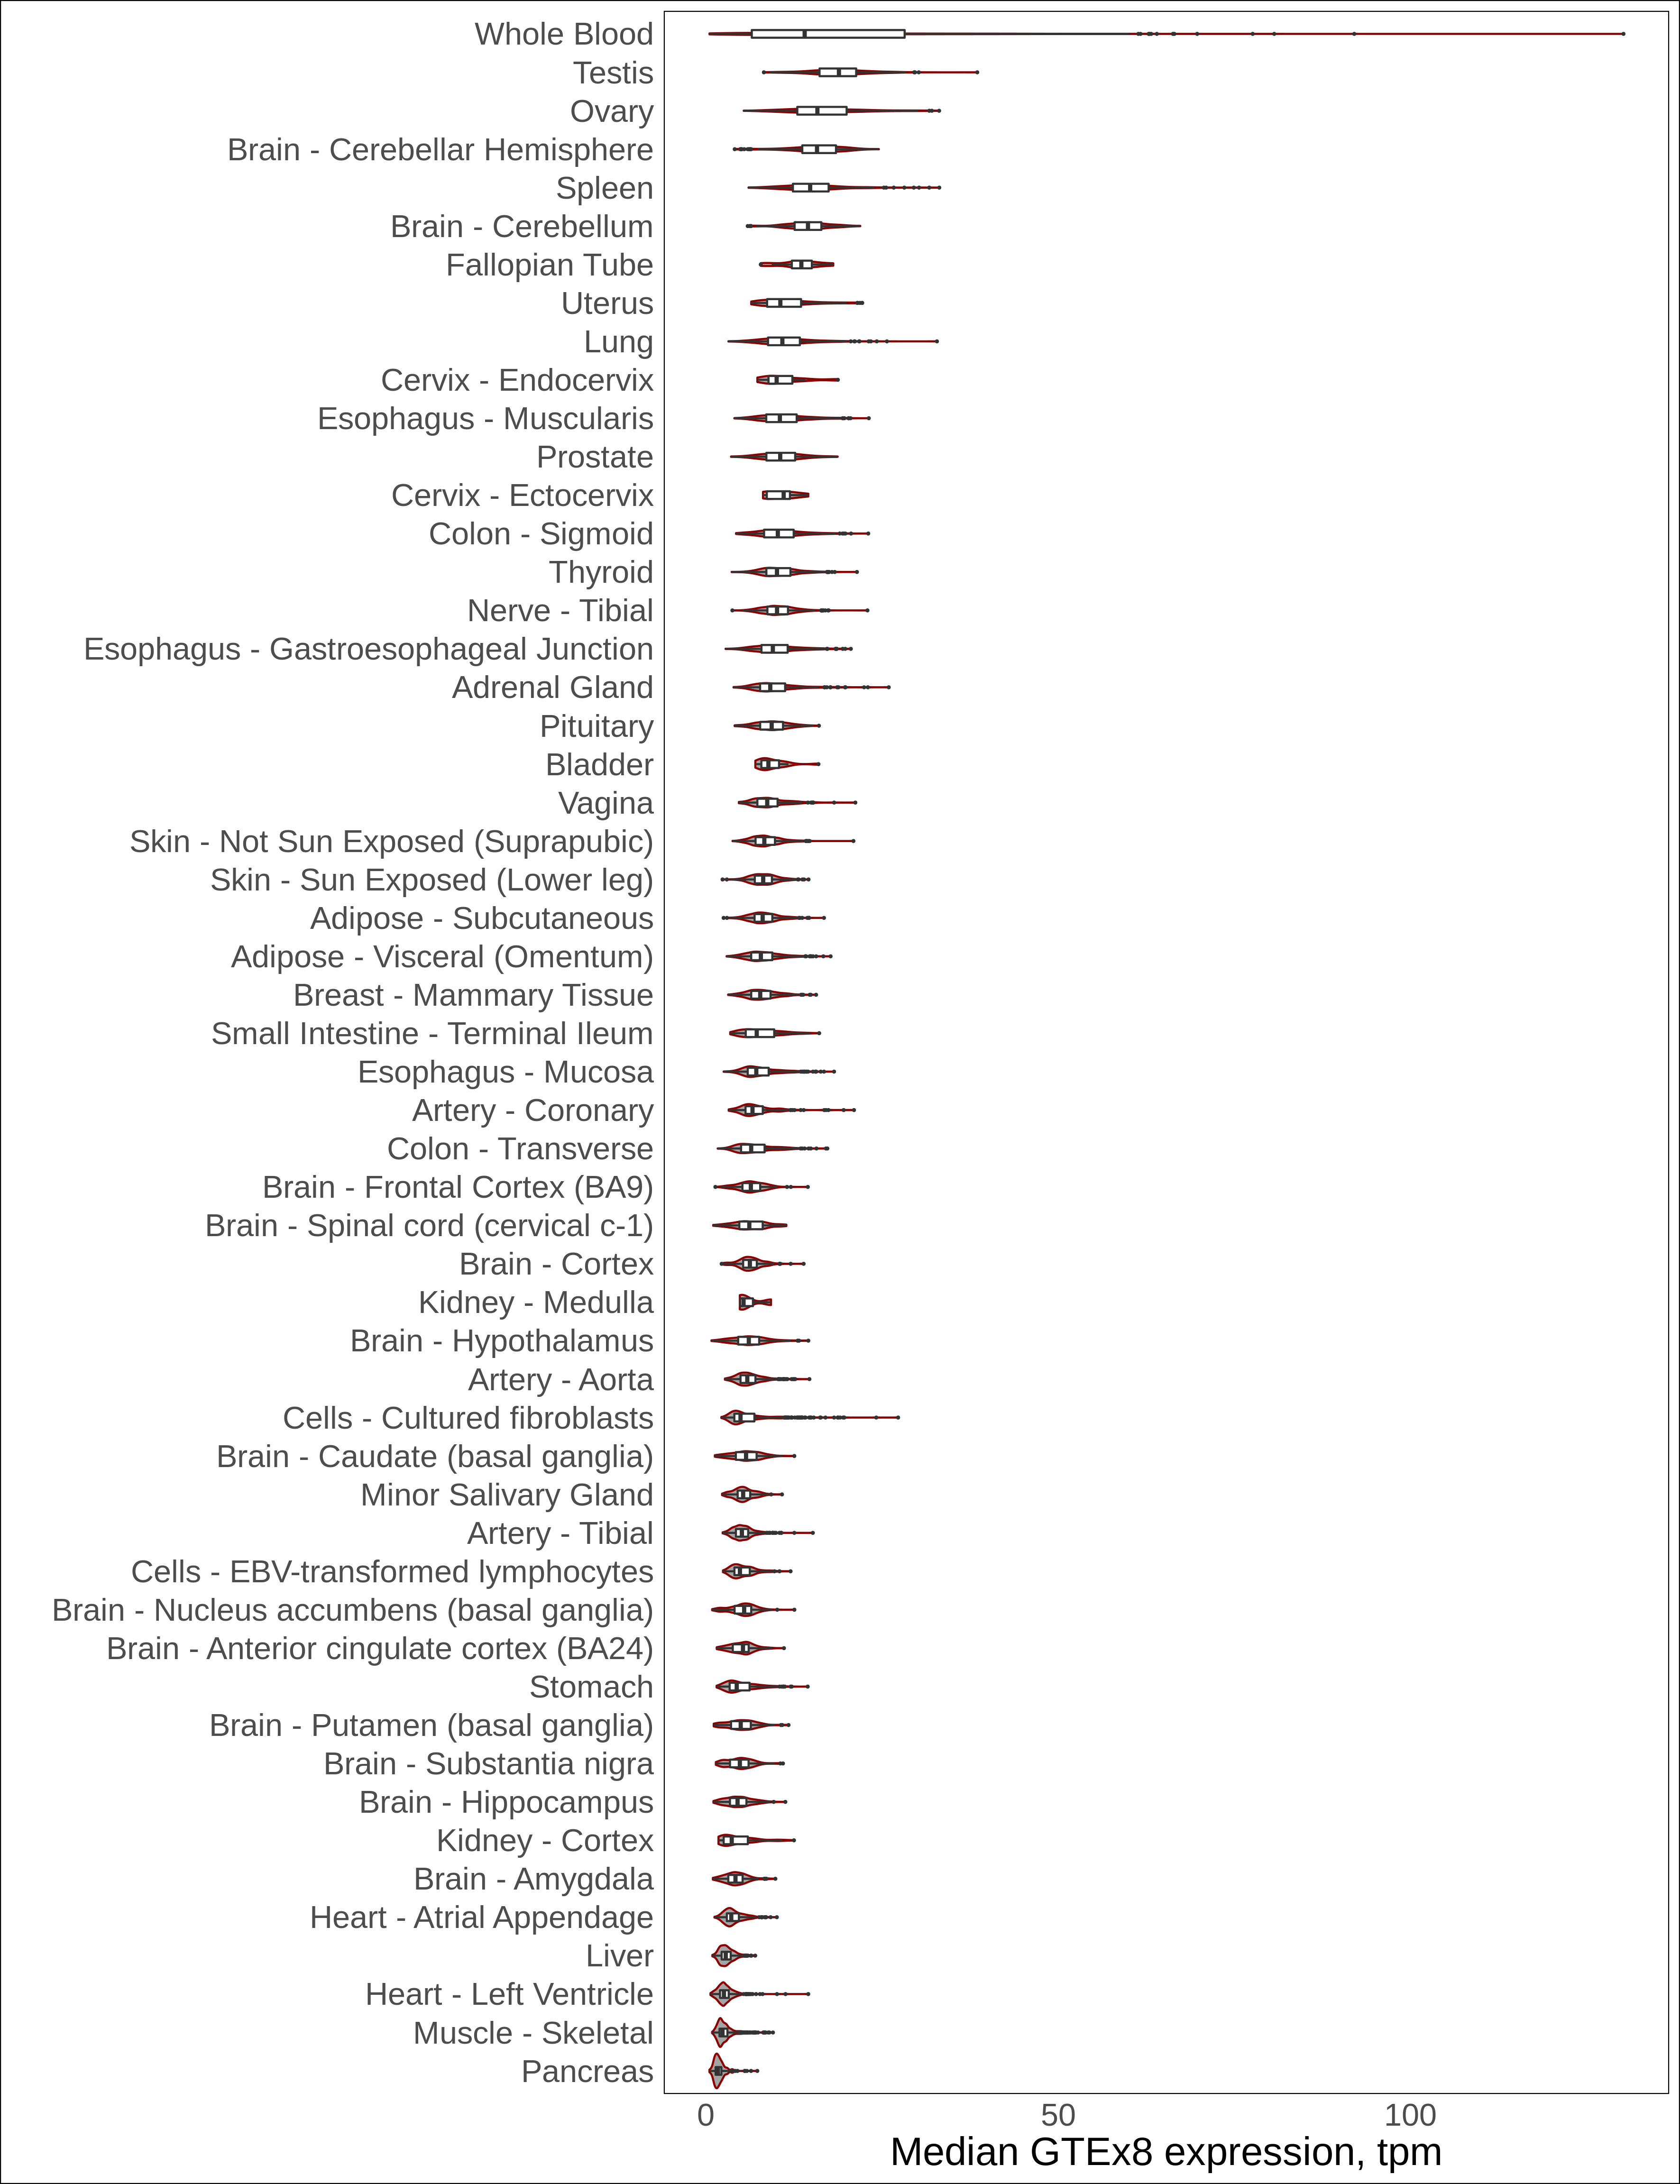 Whole Blood
Testis
Ovary
Brain - Cerebellar Hemisphere
Spleen
Brain - Cerebellum
Fallopian Tube
Uterus
Lung
Cervix - Endocervix
Esophagus - Muscularis
Prostate
Cervix - Ectocervix
Colon - Sigmoid
Thyroid
Nerve - Tibial
Esophagus - Gastroesophageal Junction
Adrenal Gland
Pituitary
Bladder
Vagina
Skin - Not Sun Exposed (Suprapubic)
Skin - Sun Exposed (Lower leg)
Adipose - Subcutaneous
Adipose - Visceral (Omentum)
Breast - Mammary Tissue
Small Intestine - Terminal Ileum
Esophagus - Mucosa
Artery - Coronary
Colon - Transverse
Brain - Frontal Cortex (BA9)
Brain - Spinal cord (cervical c-1)
Brain - Cortex
Kidney - Medulla
Brain - Hypothalamus
Artery - Aorta
Cells - Cultured fibroblasts
Brain - Caudate (basal ganglia)
Minor Salivary Gland
Artery - Tibial
Cells - EBV-transformed lymphocytes
Brain - Nucleus accumbens (basal ganglia)
Brain - Anterior cingulate cortex (BA24)
Stomach
Brain - Putamen (basal ganglia)
Brain - Substantia nigra
Brain - Hippocampus
Kidney - Cortex
Brain - Amygdala
Heart - Atrial Appendage
Liver
Heart - Left Ventricle
Muscle - Skeletal
Pancreas
0 50 100
Median GTEx8 expression, tpm